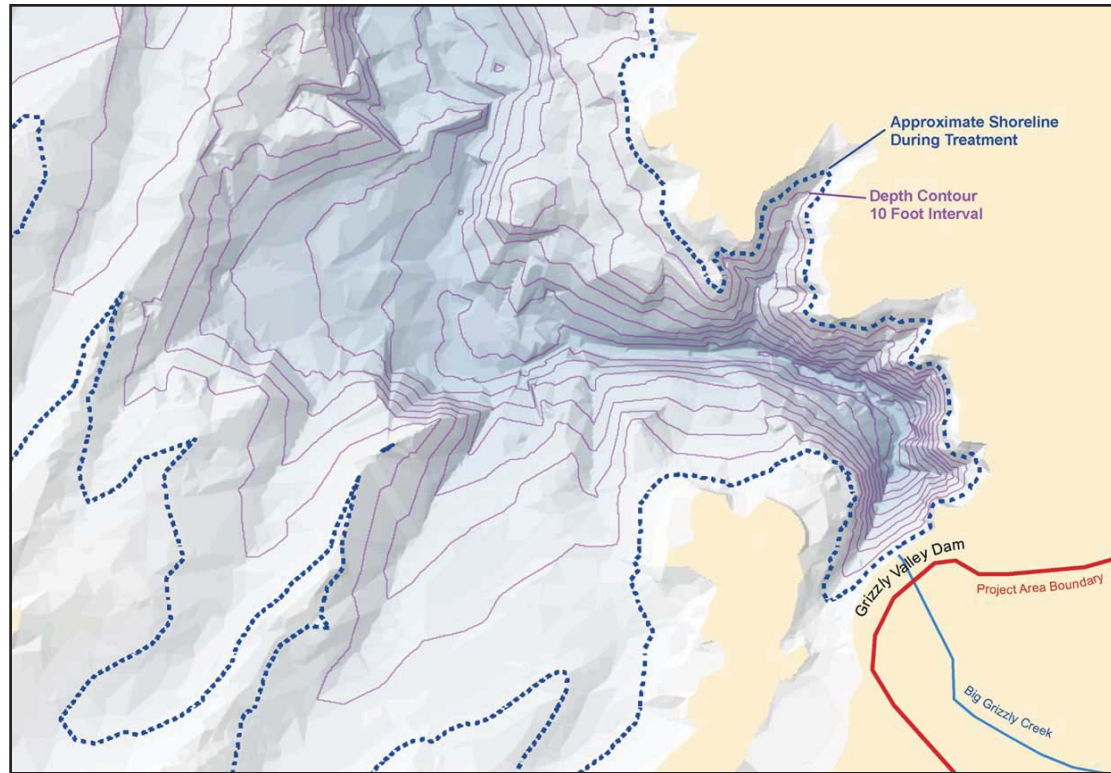 Approximate Shoreline
During Treatment
Depth Contour
10 Foot Interval
Grizzly Valley Dam
Project Area Boundary
Big Grizzly Creek